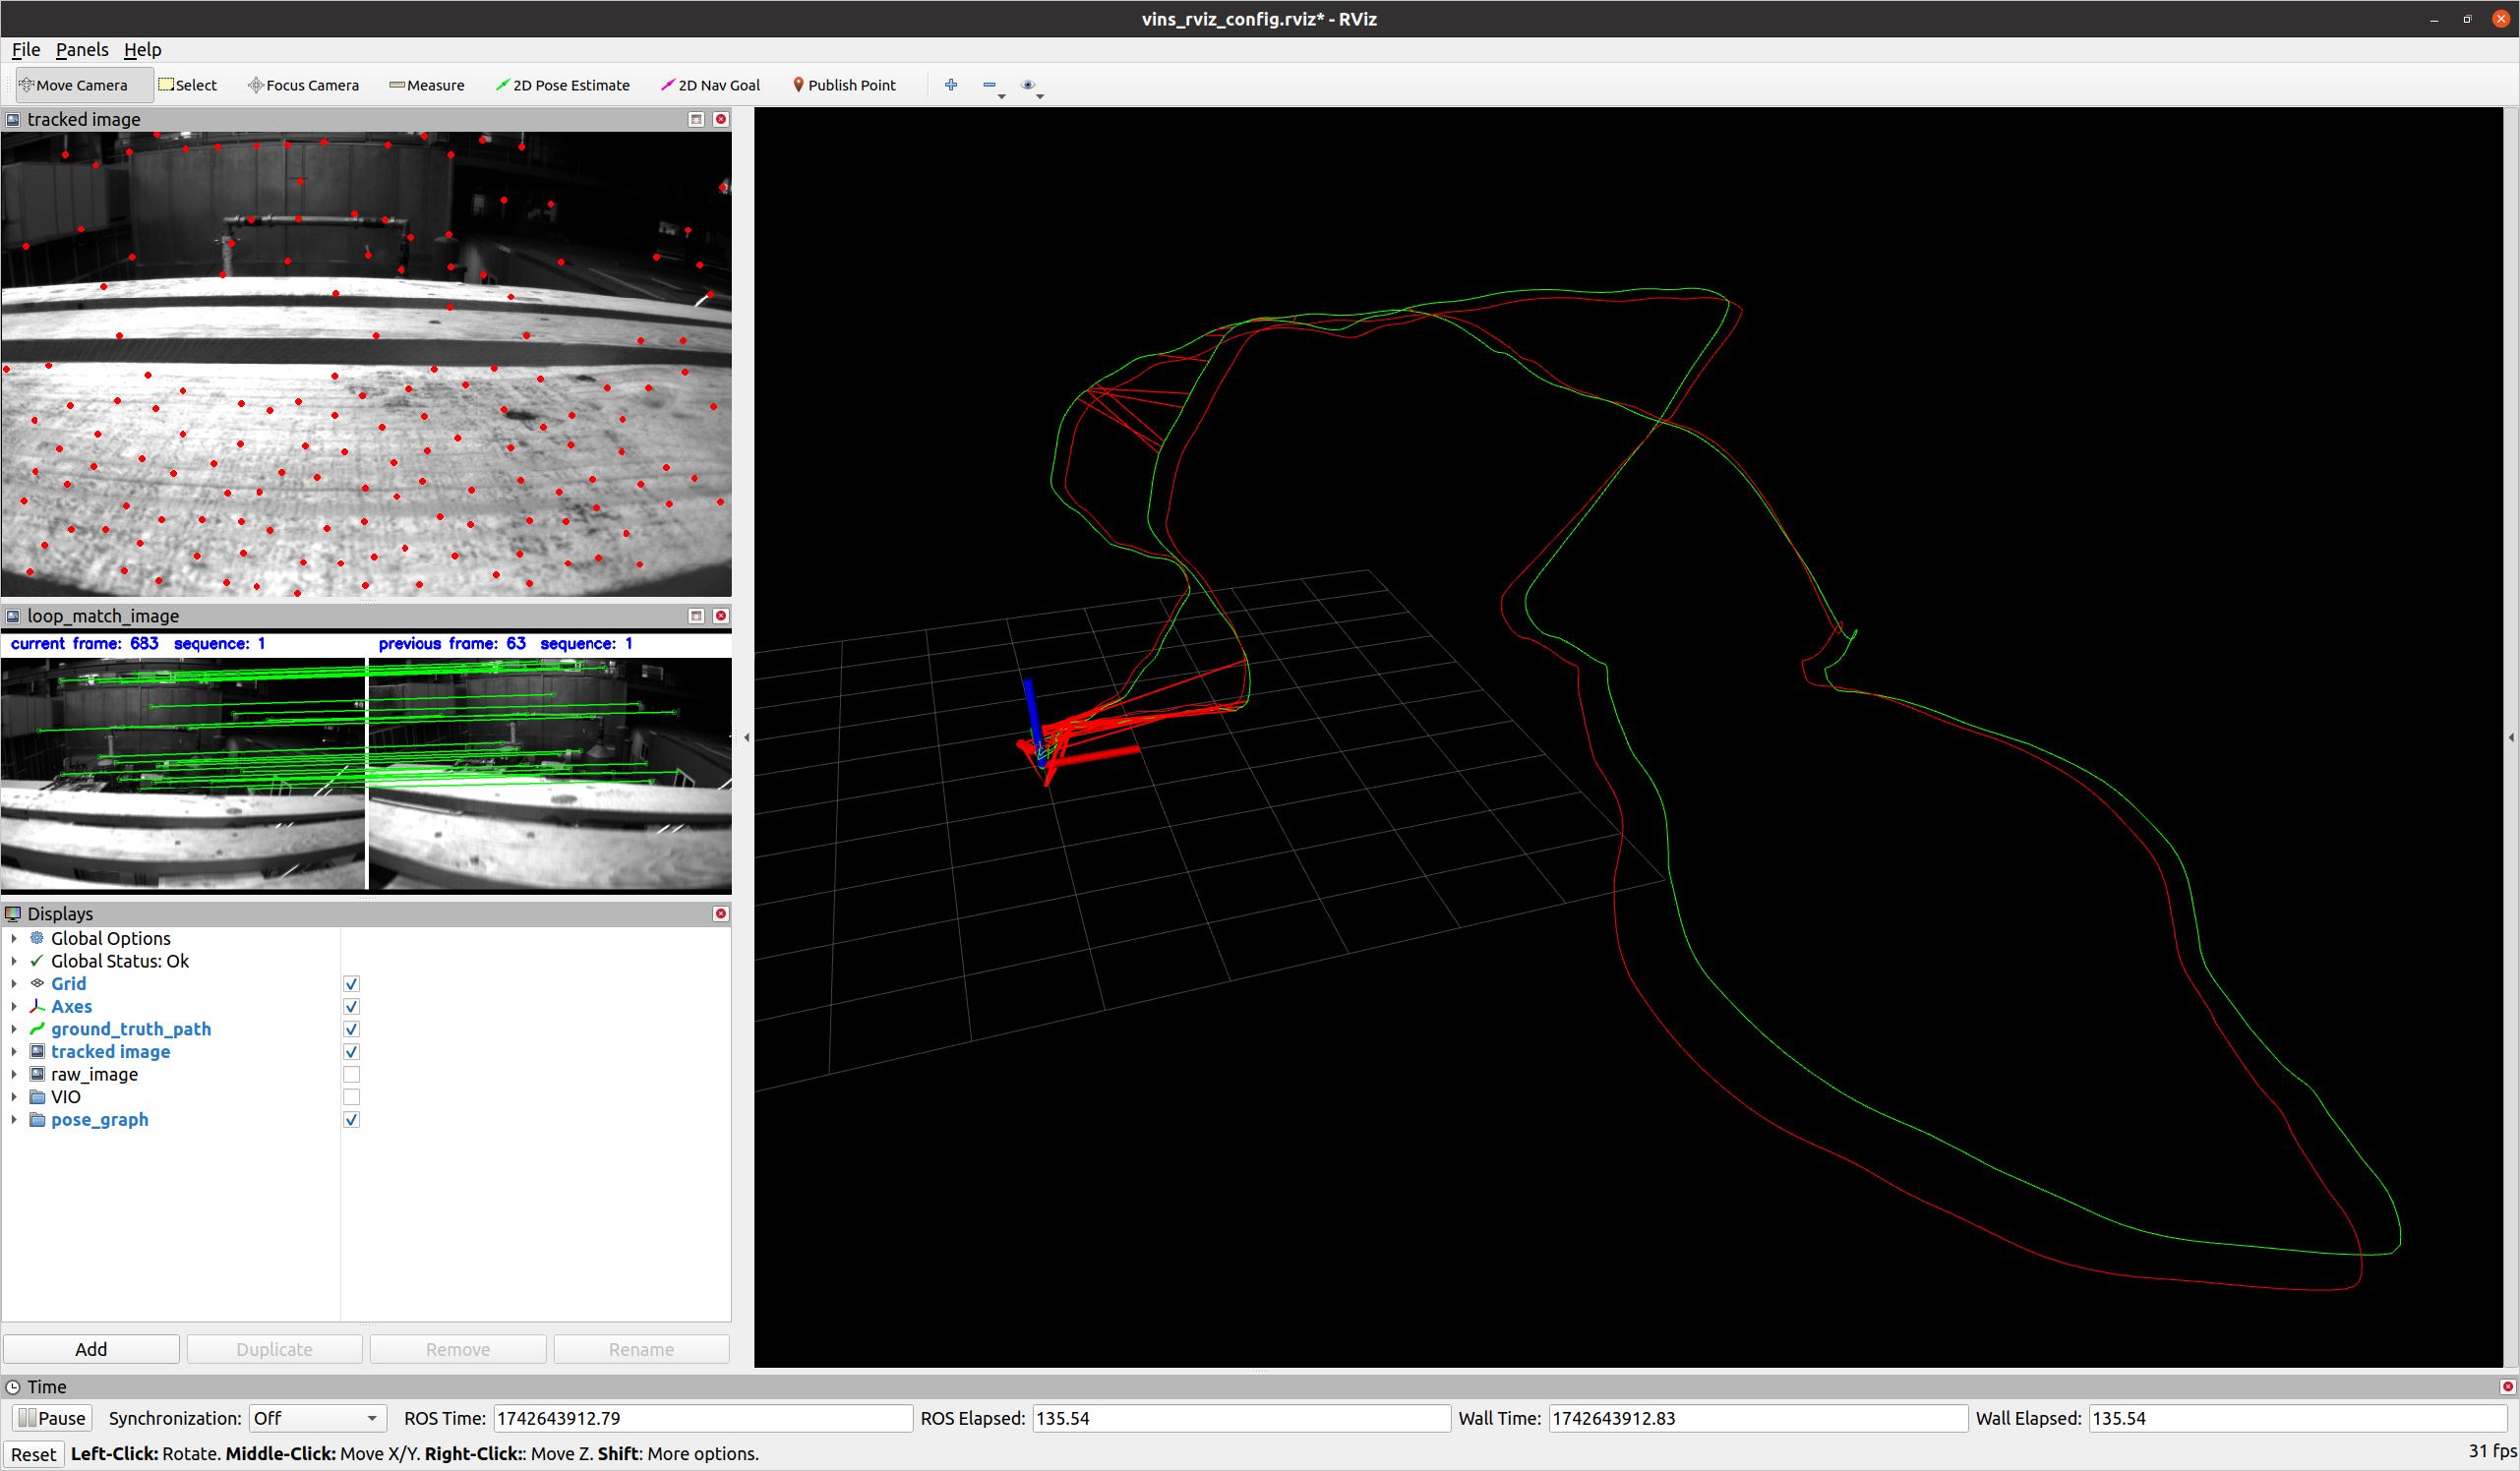 vins_rviz_config.rviz* - RViz
File Panels Help
Move Camera Select Focus Camera Measure 2D Pose Estimate 2D Nav Goal Publish Point
tracked image
loop_match_image
current frame: 683 sequence: 1 previous frame: 63 sequence: 1
Displays
Global Options
Global Status: Ok
Grid
Axes
ground_truth_path
tracked image
raw_image
VIO
pose_graph
Add Duplicate Remove Rename
Time
Pause Synchronization: Off ROS Time: 1742643912.79 ROS Elapsed: 135.54 Wall Time: 1742643912.83 Wall Elapsed: 135.54
Reset Left-Click: Rotate. Middle-Click: Move X/Y. Right-Click:: Move Z. Shift: More options. 31 fps